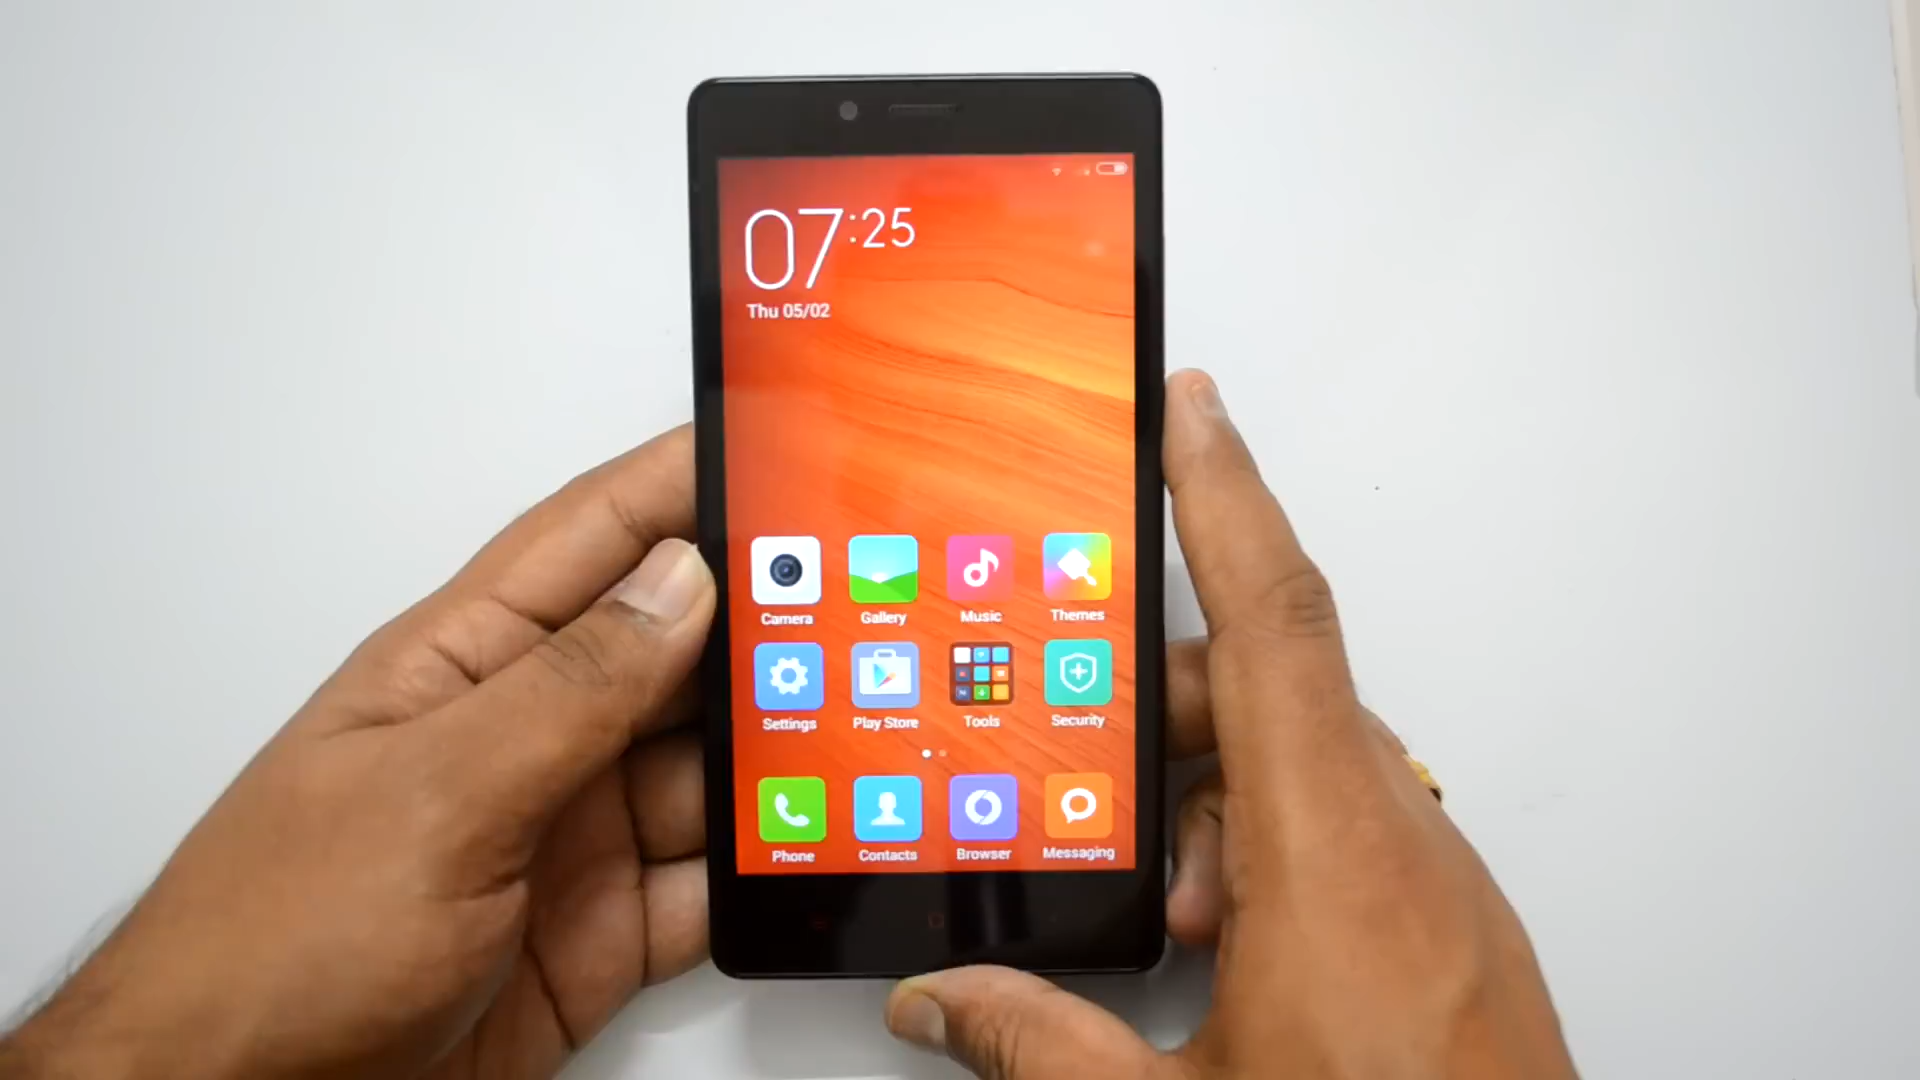 07:25
Thu 05/02
Camera Gallery Music Themes
Settings Play Store Tools Security
Phone Contacts Browser Messaging